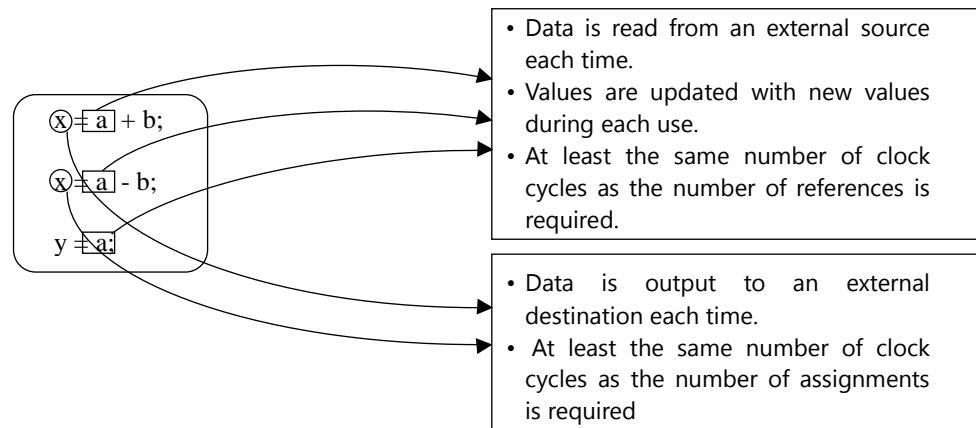 x = a + b;
x = a - b;
y = a;
• Data is read from an external source
each time.
• Values are updated with new values
during each use.
• At least the same number of clock
cycles as the number of references is
required.
• Data is output to an external
destination each time.
• At least the same number of clock
cycles as the number of assignments
is required